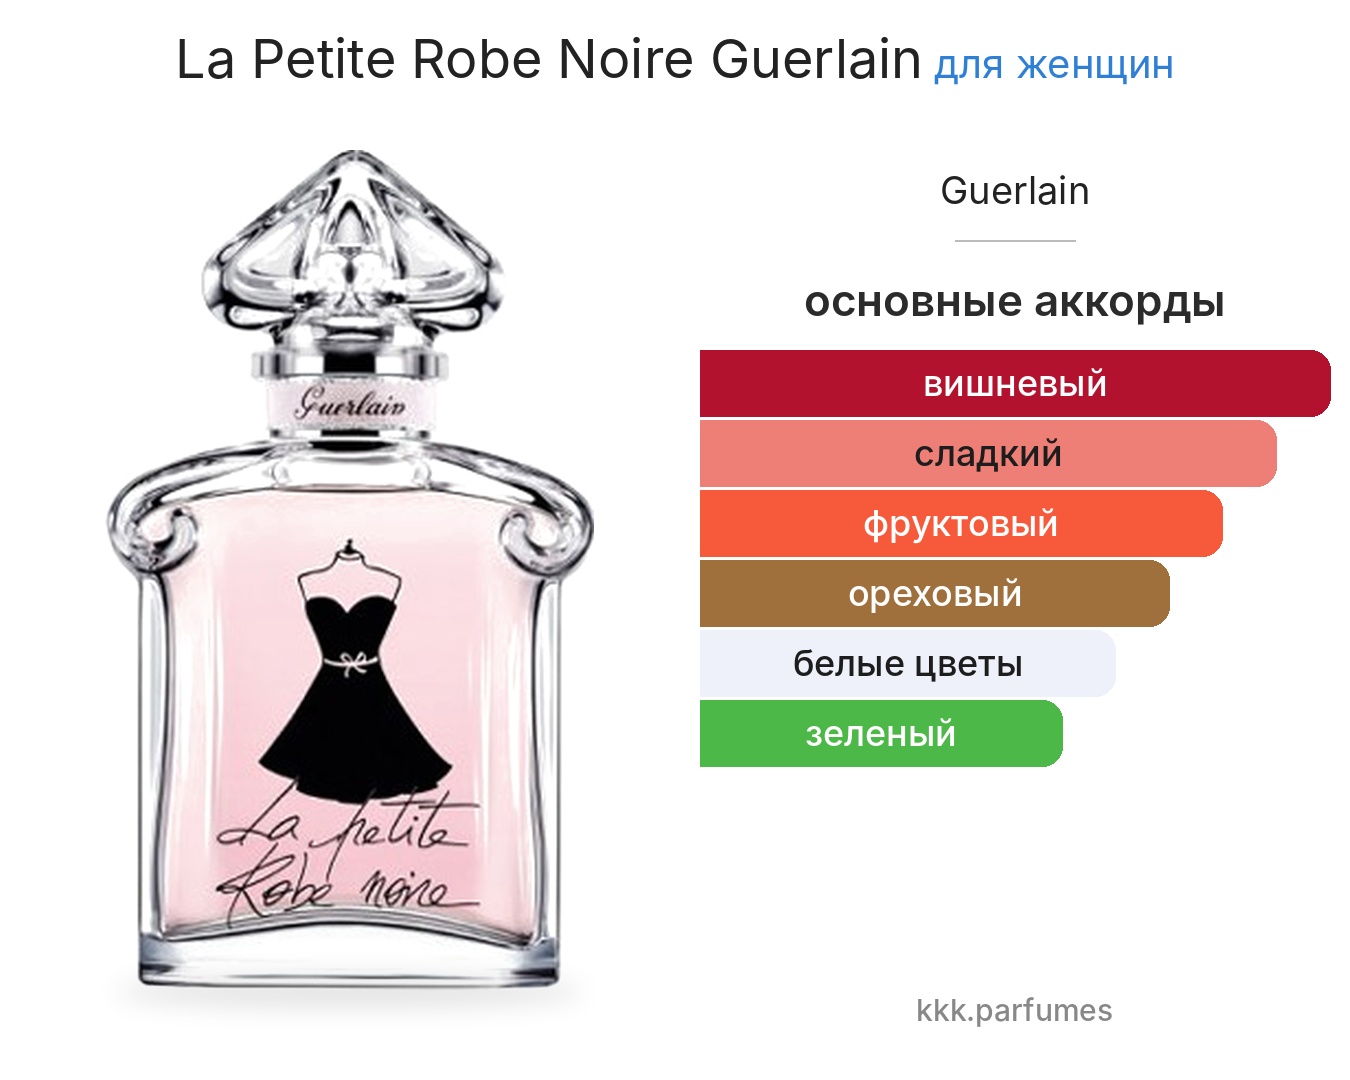 La Petite Robe Noire Guerlain для женщин
Guerlain
основные аккорды
вишневый
сладкий
фруктовый
ореховый
белые цветы
зеленый
Guerlain
La petite
Robe noire
kkk.parfumes